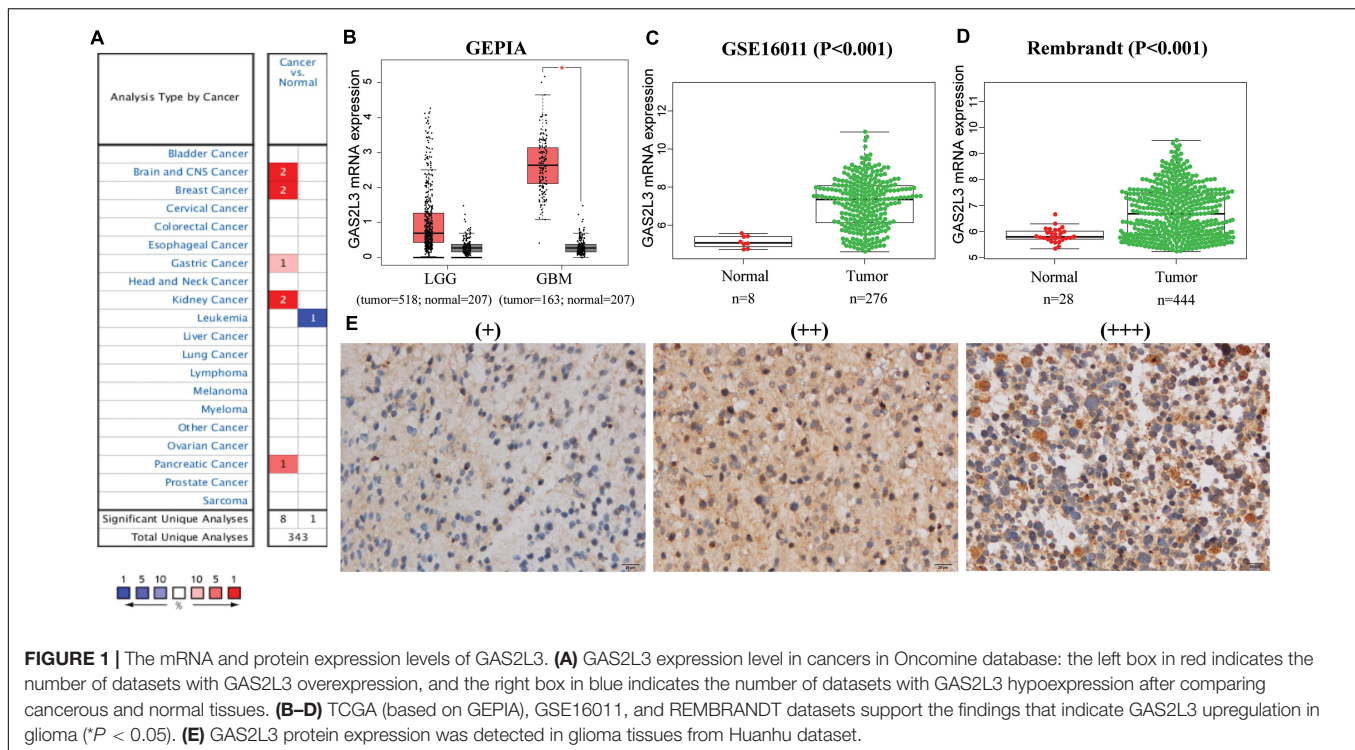 A
Analysis Type by Cancer
Cancer
vs.
Normal
Bladder Cancer
Brain and CNS Cancer 2
Breast Cancer 2
Cervical Cancer
Colorectal Cancer
Esophageal Cancer
Gastric Cancer 1
Head and Neck Cancer
Kidney Cancer 2
Leukemia 1
Liver Cancer
Lung Cancer
Lymphoma
Melanoma
Myeloma
Other Cancer
Ovarian Cancer
Pancreatic Cancer 1
Prostate Cancer
Sarcoma
Significant Unique Analyses 8 1
Total Unique Analyses 343
1 5 10 10 5 1
%
B
GEPIA
GAS2L3 mRNA expression
5
4
3
2
1
0
*
LGG GBM
(tumor=518; normal=207) (tumor=163; normal=207)
C
GSE16011 (P<0.001)
GAS2L3 mRNA expression
12
10
8
6
Normal Tumor
n=8 n=276
D
Rembrandt (P<0.001)
GAS2L3 mRNA expression
11
10
9
8
7
6
5
Normal Tumor
n=28 n=444
E
(+) (++) (+++)
20 μm 20 μm
FIGURE 1 | The mRNA and protein expression levels of GAS2L3. (A) GAS2L3 expression level in cancers in Oncomine database: the left box in red indicates the
number of datasets with GAS2L3 overexpression, and the right box in blue indicates the number of datasets with GAS2L3 hypoexpression after comparing
cancerous and normal tissues. (B–D) TCGA (based on GEPIA), GSE16011, and REMBRANDT datasets support the findings that indicate GAS2L3 upregulation in
glioma (*P < 0.05). (E) GAS2L3 protein expression was detected in glioma tissues from Huanhu dataset.